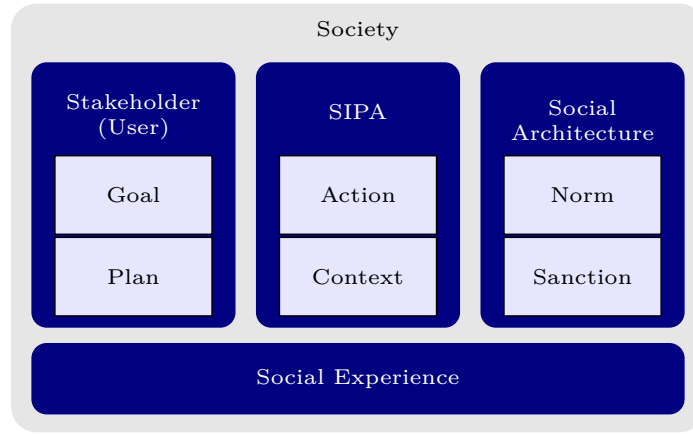 Society
Stakeholder
(User)
Goal
Plan
SIPA
Action
Context
Social
Architecture
Norm
Sanction
Social Experience